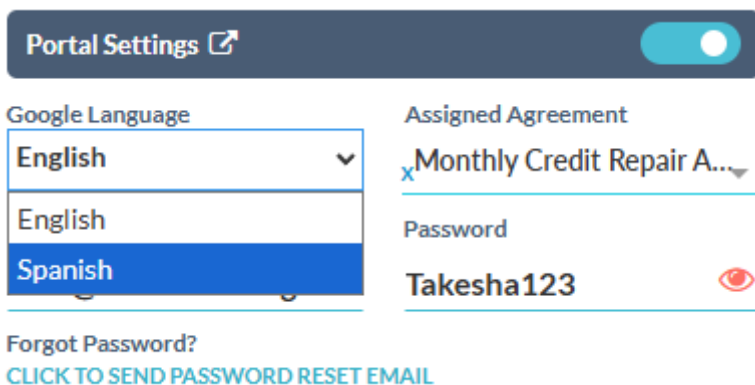 Portal Settings
Google Language
English
English
Spanish
Assigned Agreement
x Monthly Credit Repair A...
Password
Takesha123
Forgot Password?
CLICK TO SEND PASSWORD RESET EMAIL